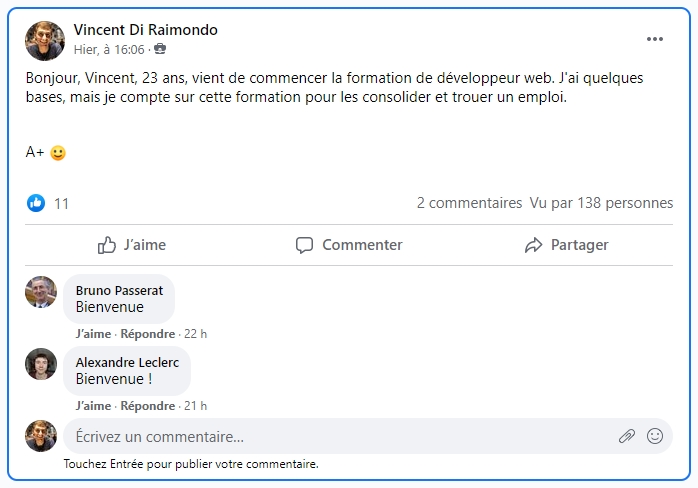 Vincent Di Raimondo
Hier, à 16:06 ·
Bonjour, Vincent, 23 ans, vient de commencer la formation de développeur web. J'ai quelques
bases, mais je compte sur cette formation pour les consolider et trouer un emploi.
A+ 🙂
11
2 commentaires Vu par 138 personnes
J'aime
Commenter
Partager
Bruno Passerat
Bienvenue
J'aime · Répondre · 22 h
Alexandre Leclerc
Bienvenue !
J'aime · Répondre · 21 h
Écrivez un commentaire...
Touchez Entrée pour publier votre commentaire.